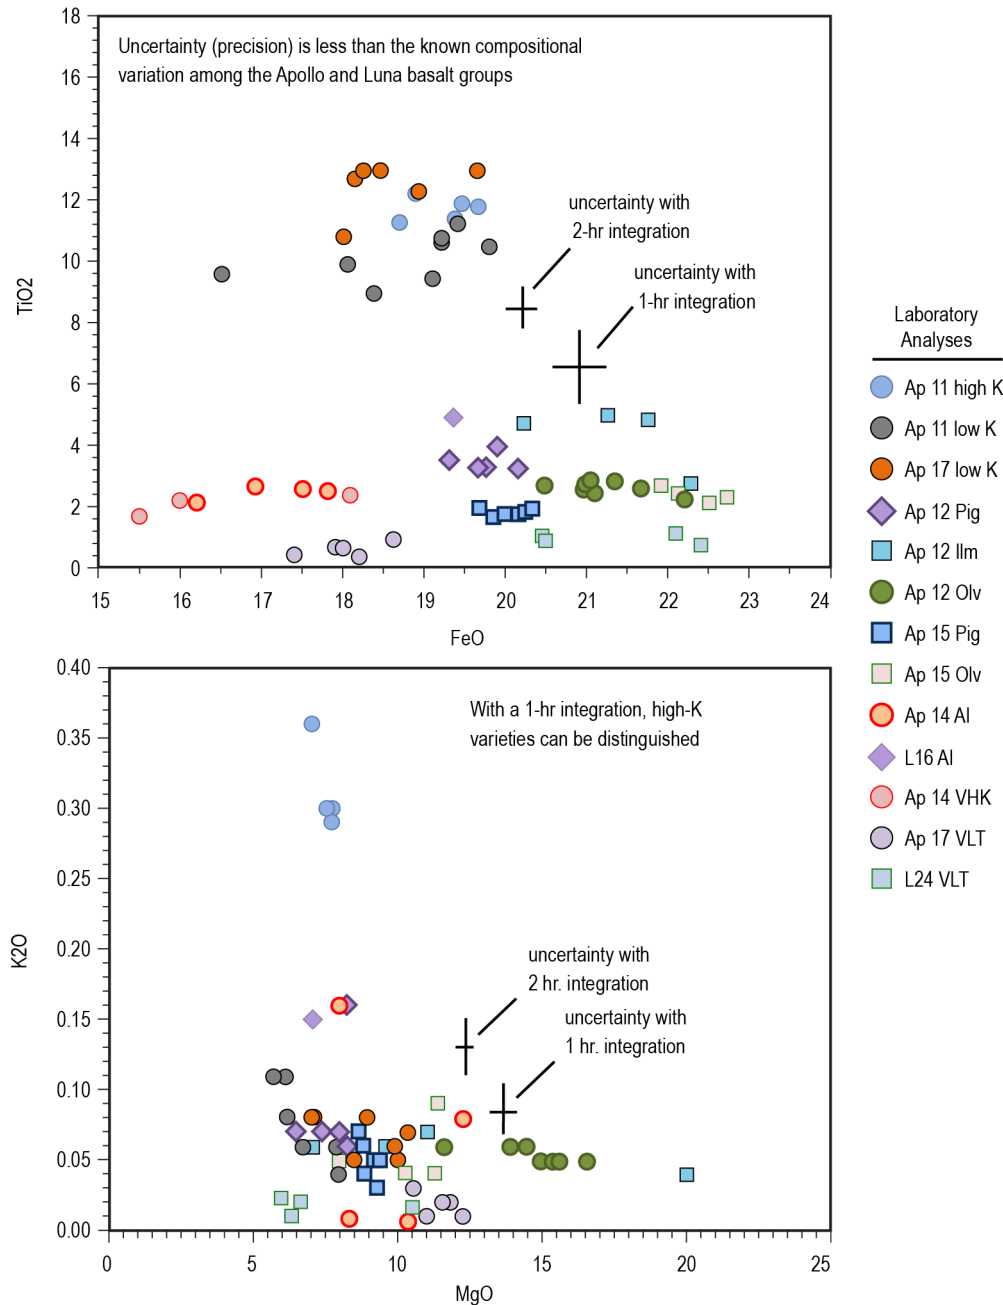 18
16
14
12
10
8
6
4
2
0
TiO2
Uncertainty (precision) is less than the known compositional
variation among the Apollo and Luna basalt groups
uncertainty with
2-hr integration
uncertainty with
1-hr integration
15 16 17 18 19 20 21 22 23 24
FeO
0.40
0.35
0.30
0.25
0.20
0.15
0.10
0.05
0.00
K2O
With a 1-hr integration, high-K
varieties can be distinguished
uncertainty with
2 hr. integration
uncertainty with
1 hr. integration
0 5 10 15 20 25
MgO
Laboratory
Analyses
Ap 11 high K
Ap 11 low K
Ap 17 low K
Ap 12 Pig
Ap 12 Ilm
Ap 12 Olv
Ap 15 Pig
Ap 15 Olv
Ap 14 Al
L16 Al
Ap 14 VHK
Ap 17 VLT
L24 VLT